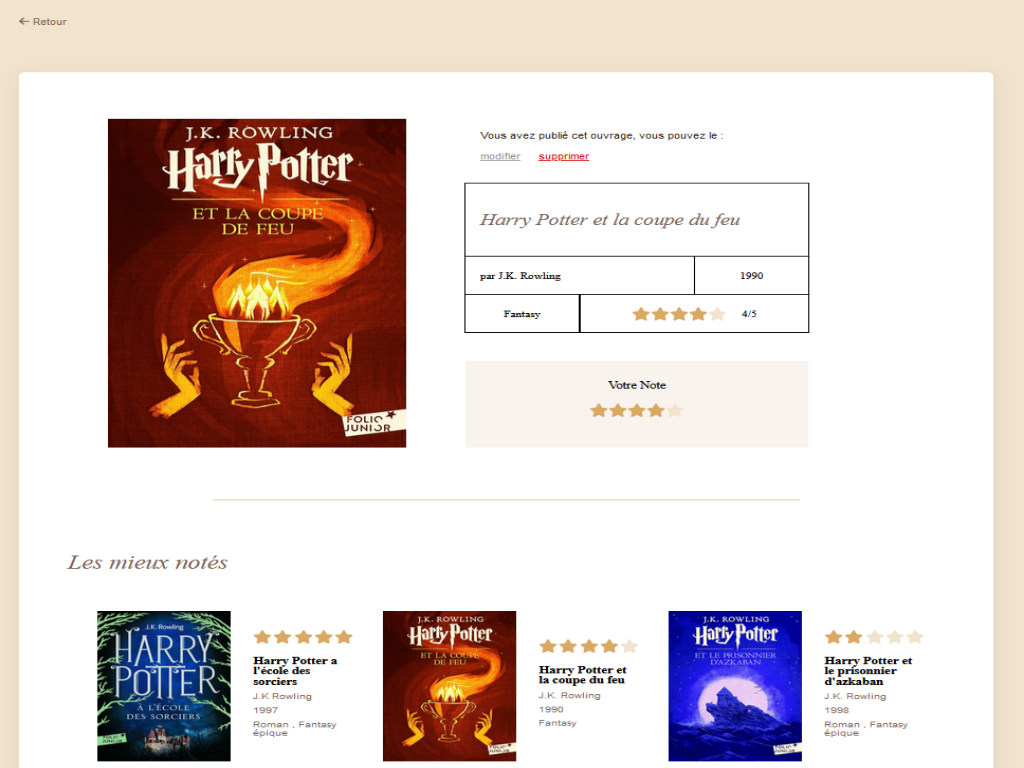 ← Retour
J.K. ROWLING
Harry Potter
ET LA COUPE
DE FEU
FOLIO
JUNIOR
Vous avez publié cet ouvrage, vous pouvez le :
modifier supprimer
Harry Potter et la coupe du feu
par J.K. Rowling 1990
Fantasy 4/5
Votre Note
Les mieux notés
J.K. Rowling
HARRY
POTTER
À L'ÉCOLE
DES SORCIERS
Harry Potter a
l'école des
sorciers
J.K Rowling
1997
Roman , Fantasy
épique
J.K. ROWLING
Harry Potter
ET LA COUPE
DE FEU
Harry Potter et
la coupe du feu
J.K. Rowling
1990
Fantasy
J.K. ROWLING
Harry Potter
ET LE PRISONNIER
D'AZKABAN
Harry Potter et
le prisonnier
d'azkaban
J.K. Rowling
1998
Roman , Fantasy
épique